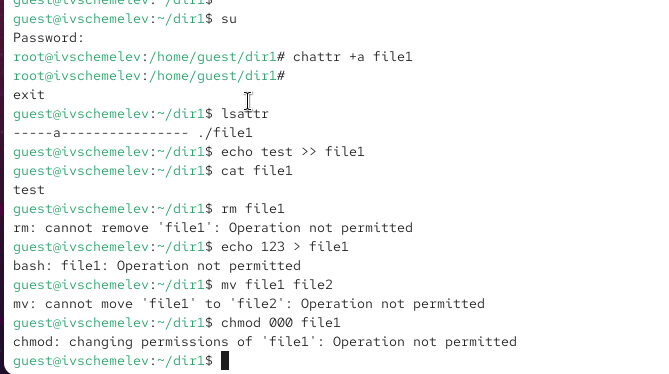 guest@ivschemelev:~/dir1$ su
Password:
root@ivschemelev:/home/guest/dir1# chattr +a file1
root@ivschemelev:/home/guest/dir1#
exit
guest@ivschemelev:~/dir1$ lsattr
-----a---------------- ./file1
guest@ivschemelev:~/dir1$ echo test >> file1
guest@ivschemelev:~/dir1$ cat file1
test
guest@ivschemelev:~/dir1$ rm file1
rm: cannot remove 'file1': Operation not permitted
guest@ivschemelev:~/dir1$ echo 123 > file1
bash: file1: Operation not permitted
guest@ivschemelev:~/dir1$ mv file1 file2
mv: cannot move 'file1' to 'file2': Operation not permitted
guest@ivschemelev:~/dir1$ chmod 000 file1
chmod: changing permissions of 'file1': Operation not permitted
guest@ivschemelev:~/dir1$